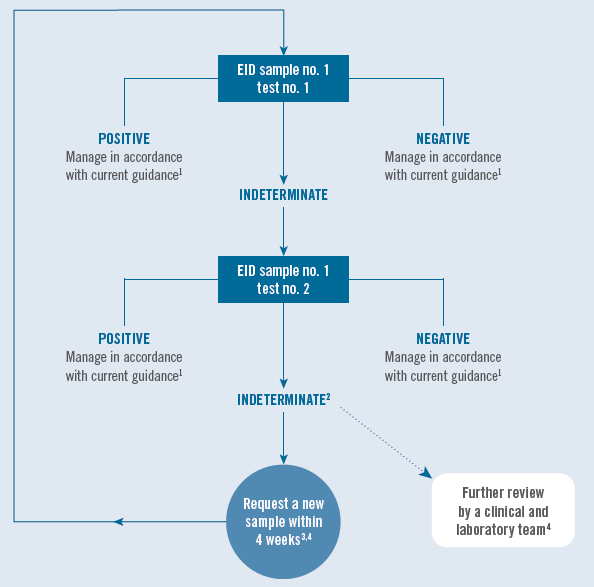 EID sample no. 1
test no. 1
POSITIVE
Manage in accordance
with current guidance¹
NEGATIVE
Manage in accordance
with current guidance¹
INDETERMINATE
EID sample no. 1
test no. 2
POSITIVE
Manage in accordance
with current guidance¹
NEGATIVE
Manage in accordance
with current guidance¹
INDETERMINATE²
Request a new
sample within
4 weeks³,⁴
Further review
by a clinical and
laboratory team⁴